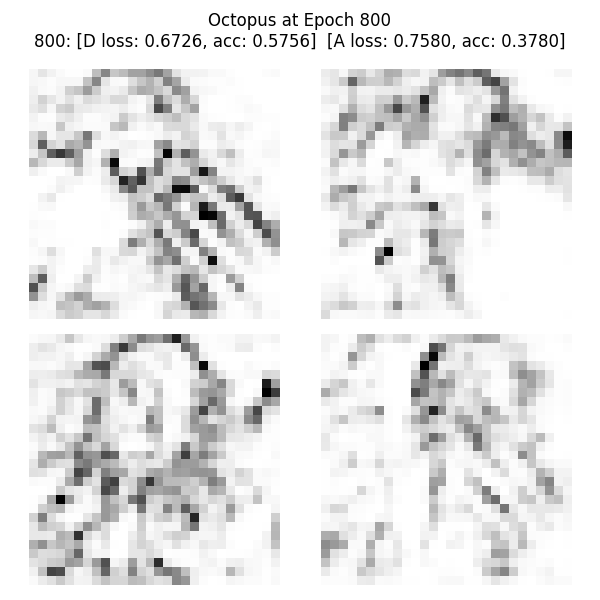 Octopus at Epoch 800
800: [D loss: 0.6726, acc: 0.5756]  [A loss: 0.7580, acc: 0.3780]